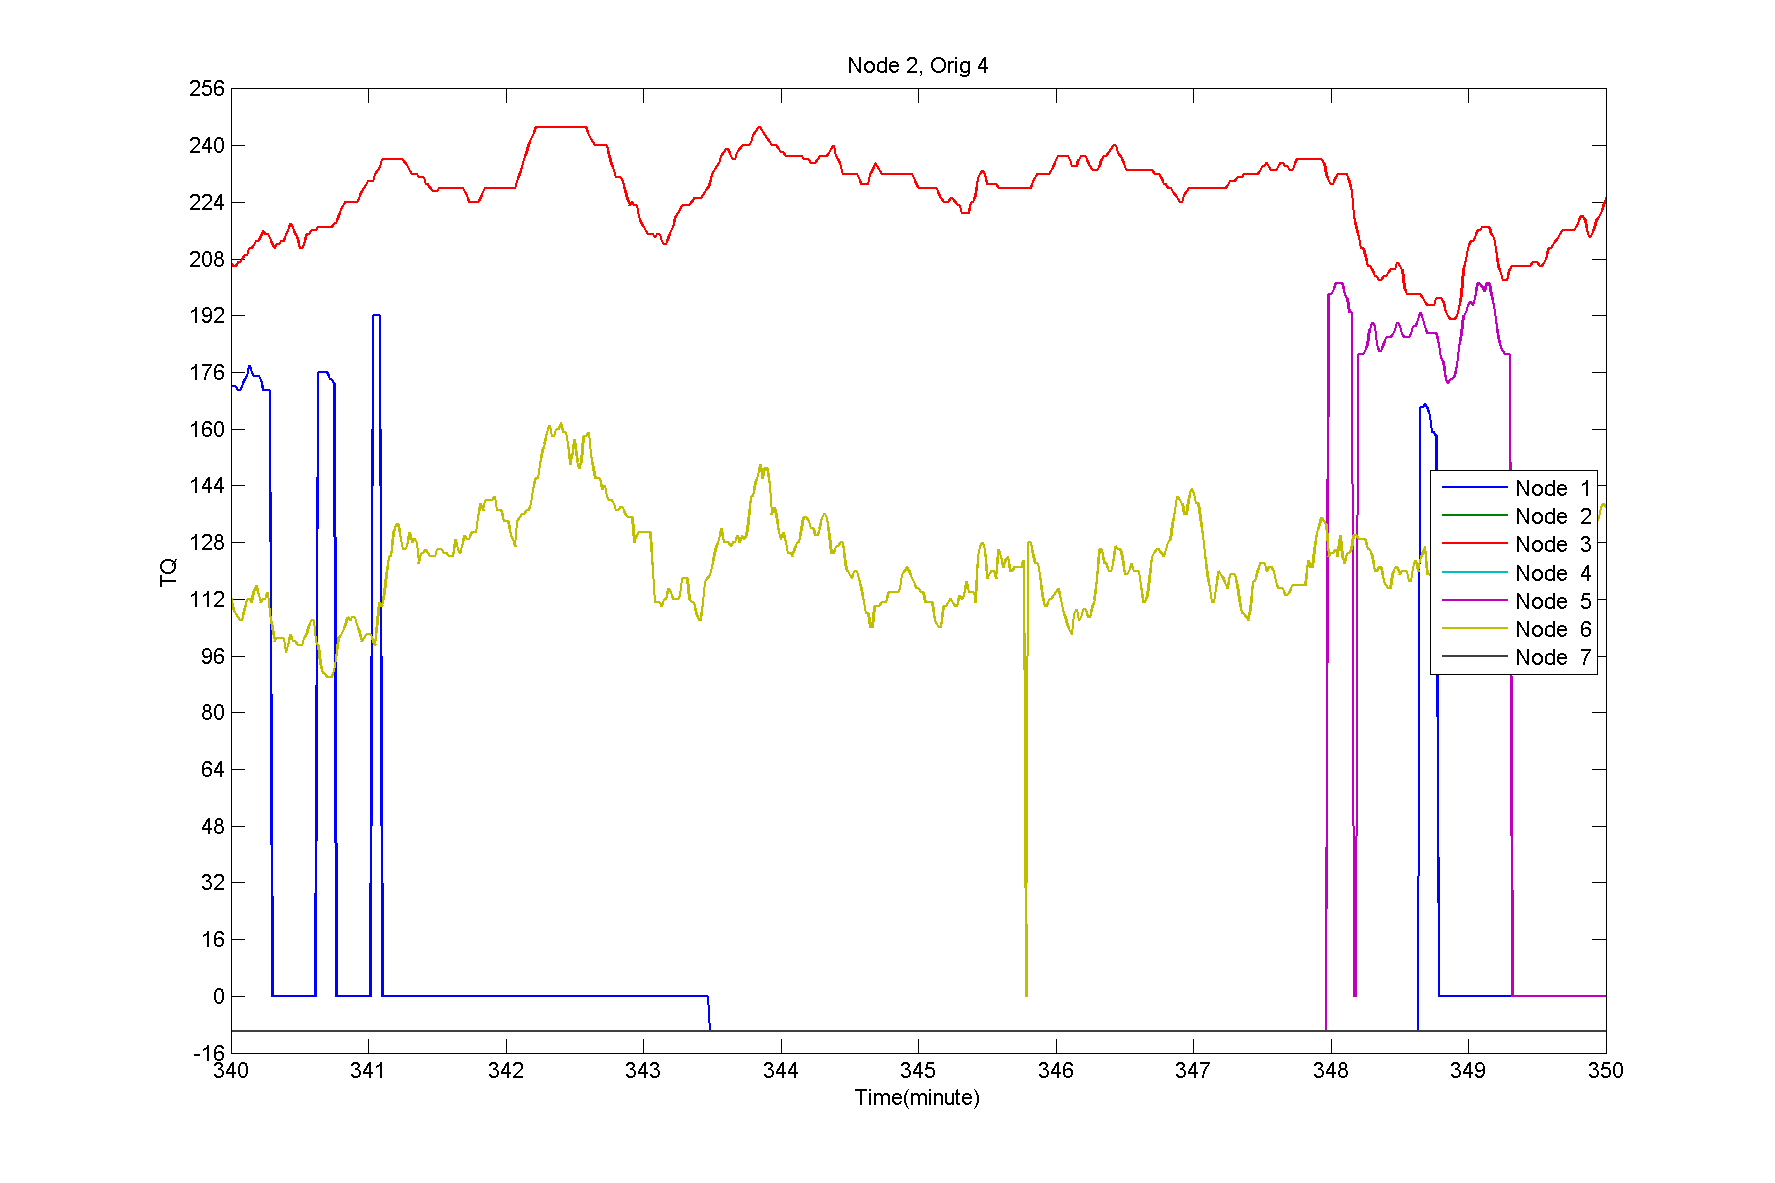 Node 2, Orig 4
256
240
224
208
192
176
160
144
128
112
96
80
64
48
32
16
0
-16
TQ
Node 1
Node 2
Node 3
Node 4
Node 5
Node 6
Node 7
340 341 342 343 344 345 346 347 348 349 350
Time(minute)